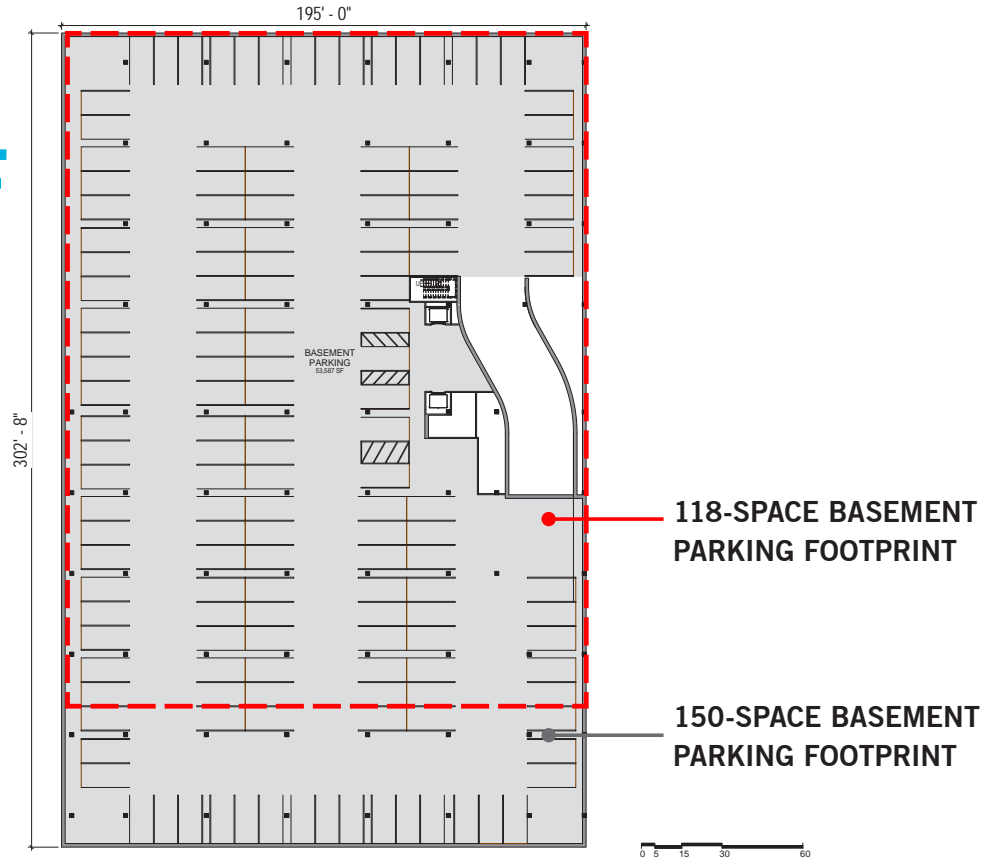 195' - 0"
302' - 8"
BASEMENT
PARKING
53,587 SF
118-SPACE BASEMENT
PARKING FOOTPRINT
150-SPACE BASEMENT
PARKING FOOTPRINT
0 5 15 30 60